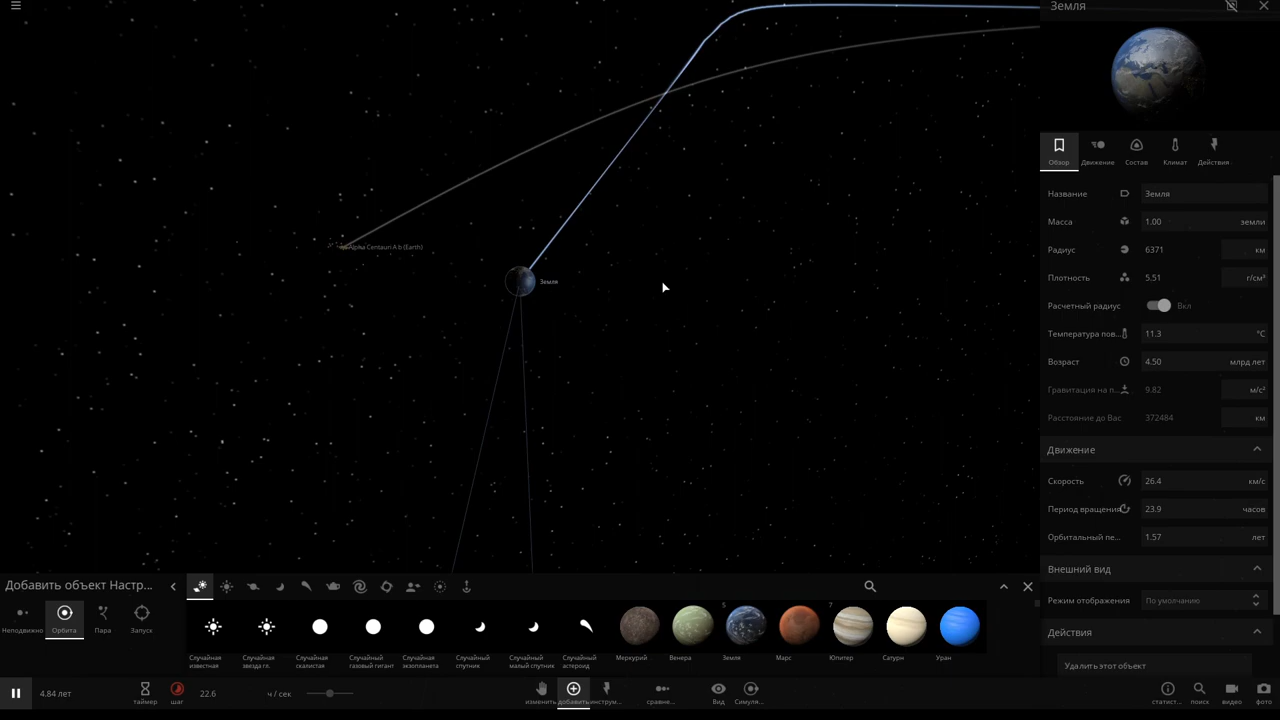 Земля
Alpha Centauri A b (Earth)
Земля
Обзор
Движение
Состав
Климат
Действия
Название
Земля
Масса
1.00
земли
Радиус
6371
км
Плотность
5.51
г/см³
Расчетный радиус
Вкл
Температура пов...
11.3
°C
Возраст
4.50
млрд лет
Гравитация на п...
9.82
м/с²
Расстояние до Вас
372484
км
Движение
Скорость
26.4
км/с
Период вращения
23.9
часов
Орбитальный пе...
1.57
лет
Внешний вид
Режим отображения
По умолчанию
Действия
Удалить этот объект
Добавить объект Настр...
Неподвижно
Орбита
Пара
Запуск
5
7
Случайная
известная
Случайная
звезда гл.
Случайная
скалистая
Случайный
газовый гигант
Случайная
экзопланета
Случайный
спутник
Случайный
малый спутник
Случайный
астероид
Меркурий
Венера
Земля
Марс
Юпитер
Сатурн
Уран
4.84 лет
таймер
шаг
22.6
ч / сек
изменить
добавить
инструм...
сравне...
Вид
Симуля...
статист...
поиск
видео
фото